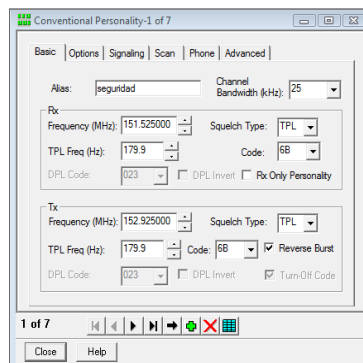 Conventional Personality-1 of 7
Basic Options Signaling Scan Phone Advanced
Alias: seguridad Channel Bandwidth (kHz): 25
Rx
Frequency (MHz): 151.525000 Squelch Type: TPL
TPL Freq (Hz): 179.9 Code: 6B
DPL Code: 023 DPL Invert Rx Only Personality
Tx
Frequency (MHz): 152.925000 Squelch Type: TPL
TPL Freq (Hz): 179.9 Code: 6B Reverse Burst
DPL Code: 023 DPL Invert Turn-Off Code
1 of 7
Close Help